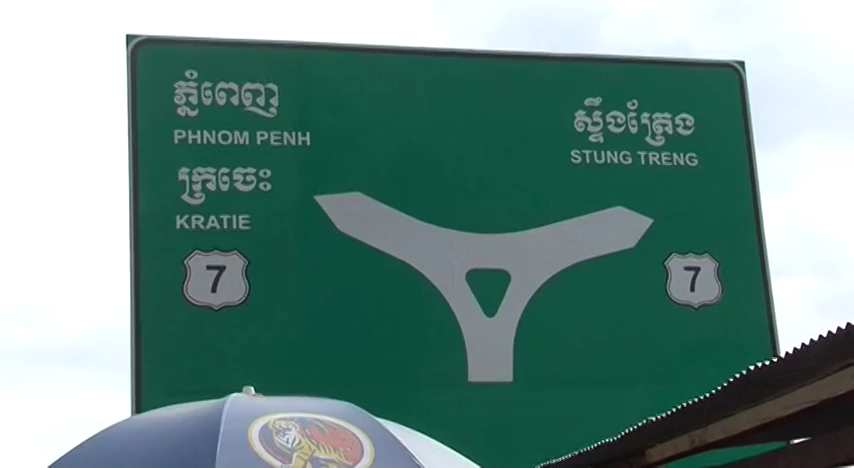 ភ្នំពេញ
PHNOM PENH
ក្រចេះ
KRATIE
7
ស្ទឹងត្រែង
STUNG TRENG
7